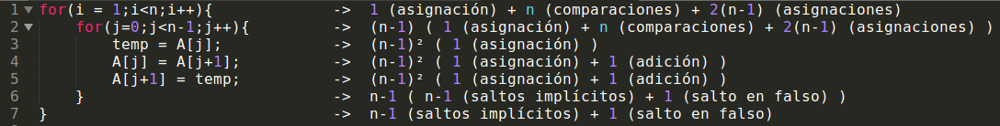 1 ▼ for(i = 1;i<n;i++){ -> 1 (asignación) + n (comparaciones) + 2(n-1) (asignaciones)
2 ▼ for(j=0;j<n-1;j++){ -> (n-1) ( 1 (asignación) + n (comparaciones) + 2(n-1) (asignaciones) )
3 temp = A[j]; -> (n-1)² ( 1 (asignación) )
4 A[j] = A[j+1]; -> (n-1)² ( 1 (asignación) + 1 (adición) )
5 A[j+1] = temp; -> (n-1)² ( 1 (asignación) + 1 (adición) )
6 } -> n-1 ( n-1 (saltos implícitos) + 1 (salto en falso) )
7 } -> n-1 (saltos implícitos) + 1 (salto en falso)